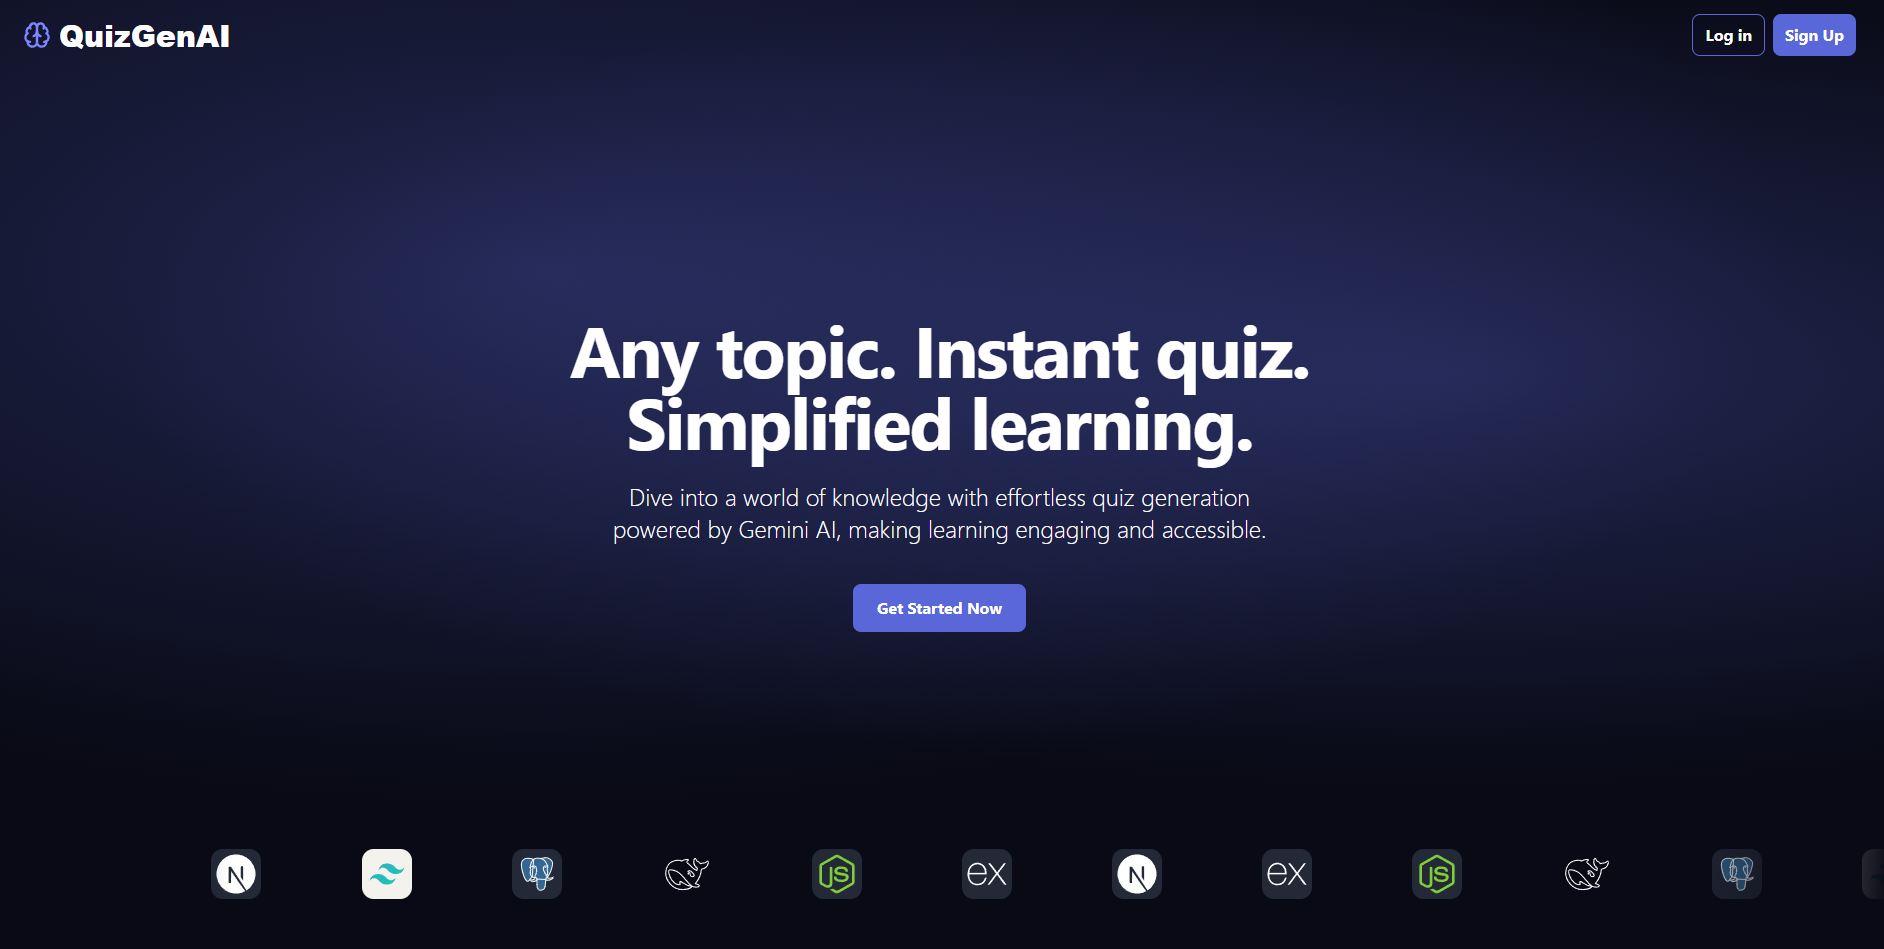 QuizGenAI
Log in
Sign Up
Any topic. Instant quiz.
Simplified learning.
Dive into a world of knowledge with effortless quiz generation
powered by Gemini AI, making learning engaging and accessible.
Get Started Now
N
JS
ex
N
ex
JS